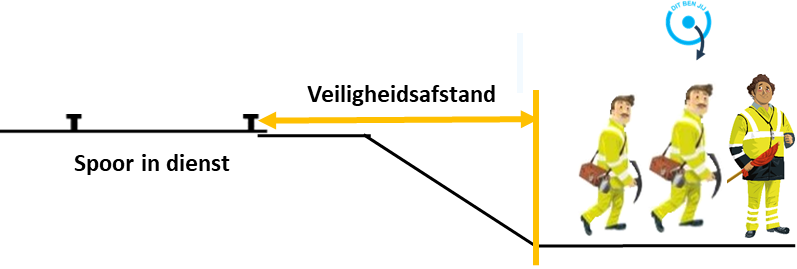 DIT BEN JIJ
Veiligheidsafstand
Spoor in dienst